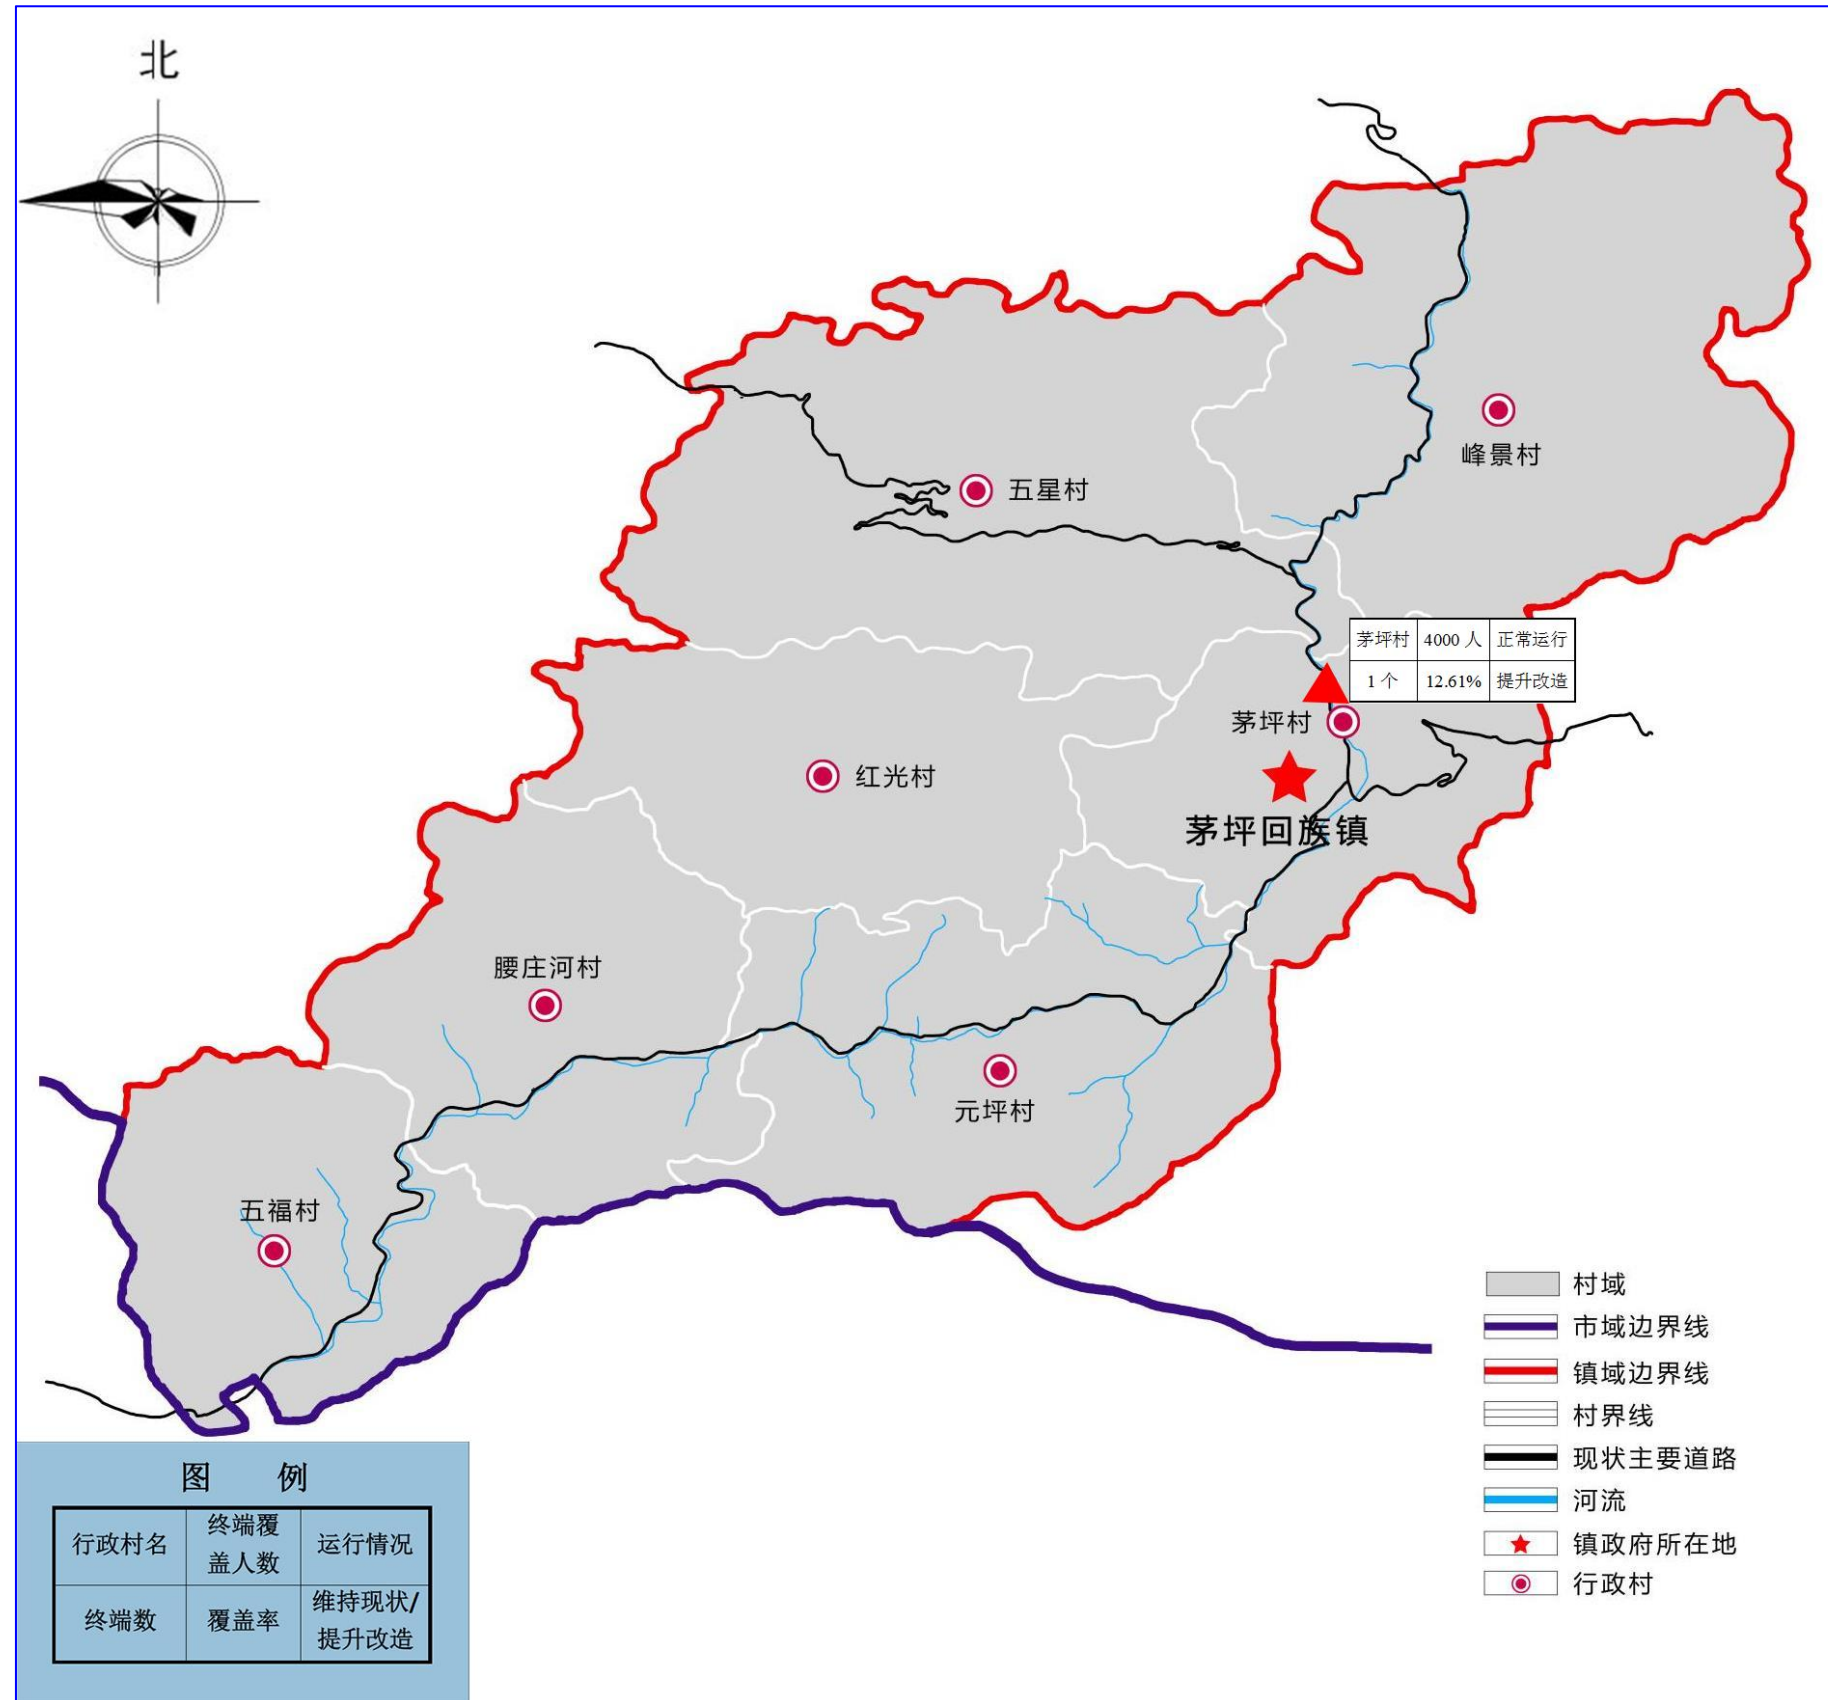 北
峰景村
五星村
茅坪村 4000 人 正常运行
1 个 12.61% 提升改造
茅坪村
红光村
茅坪回族镇
腰庄河村
元坪村
五福村
村域
市域边界线
镇域边界线
村界线
现状主要道路
河流
镇政府所在地
行政村
图 例
行政村名 终端覆盖人数 运行情况
终端数 覆盖率 维持现状/提升改造